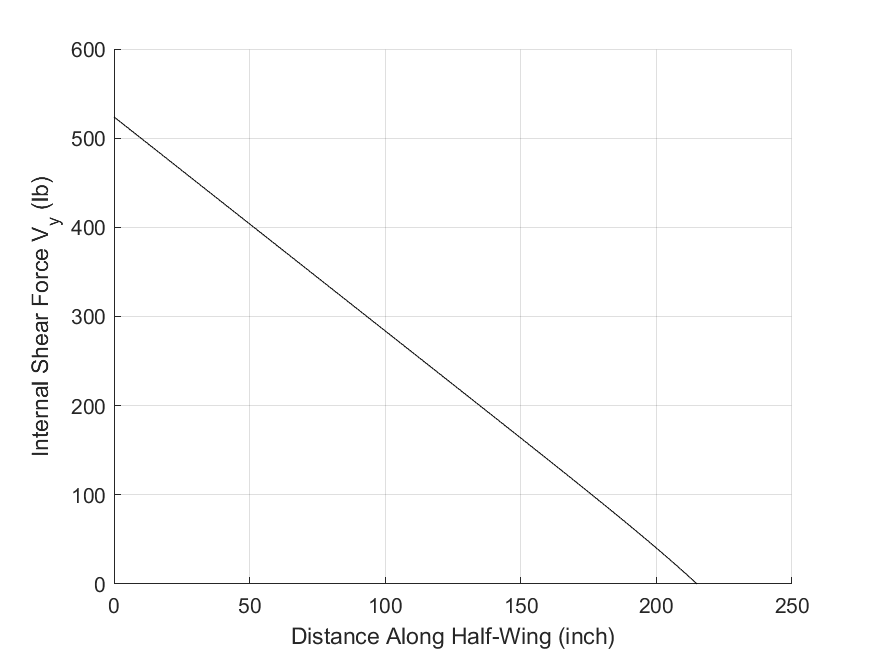 600
500
400
300
200
100
0
Internal Shear Force V_y (lb)
0 50 100 150 200 250
Distance Along Half-Wing (inch)